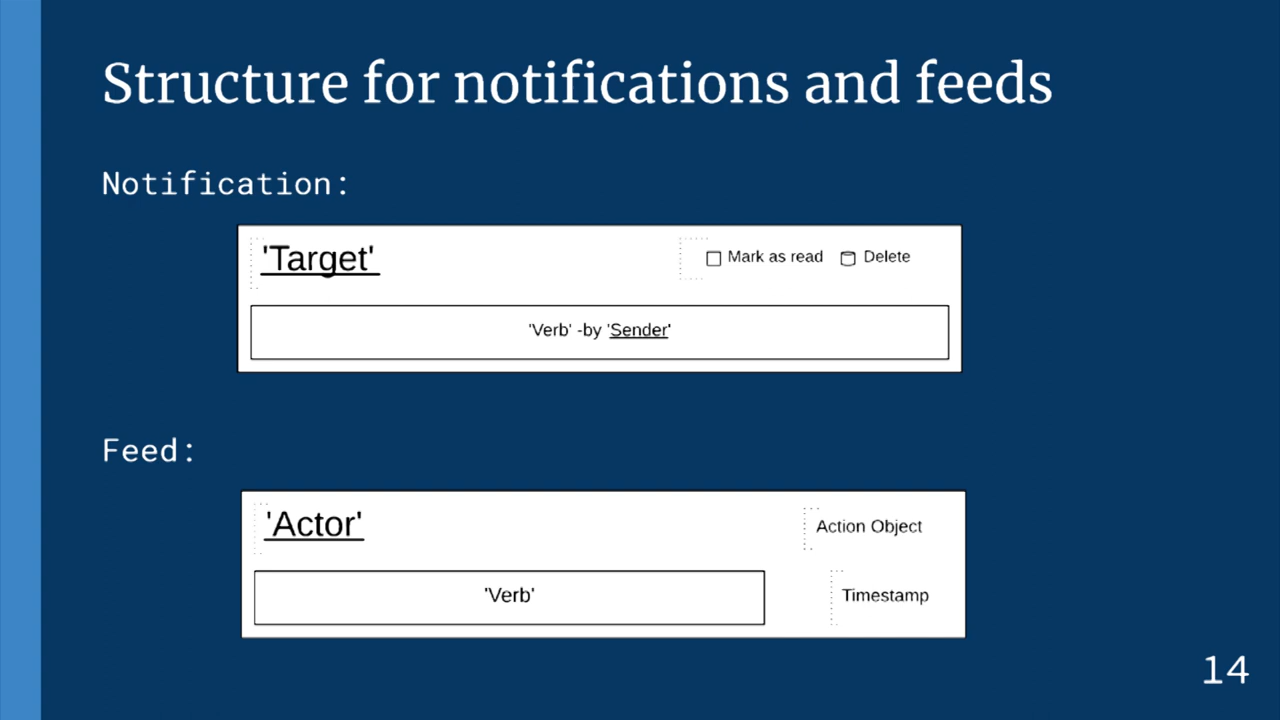 Structure for notifications and feeds
Notification:
'Target'
Mark as read
Delete
'Verb' -by 'Sender'
Feed:
'Actor'
Action Object
'Verb'
Timestamp
14